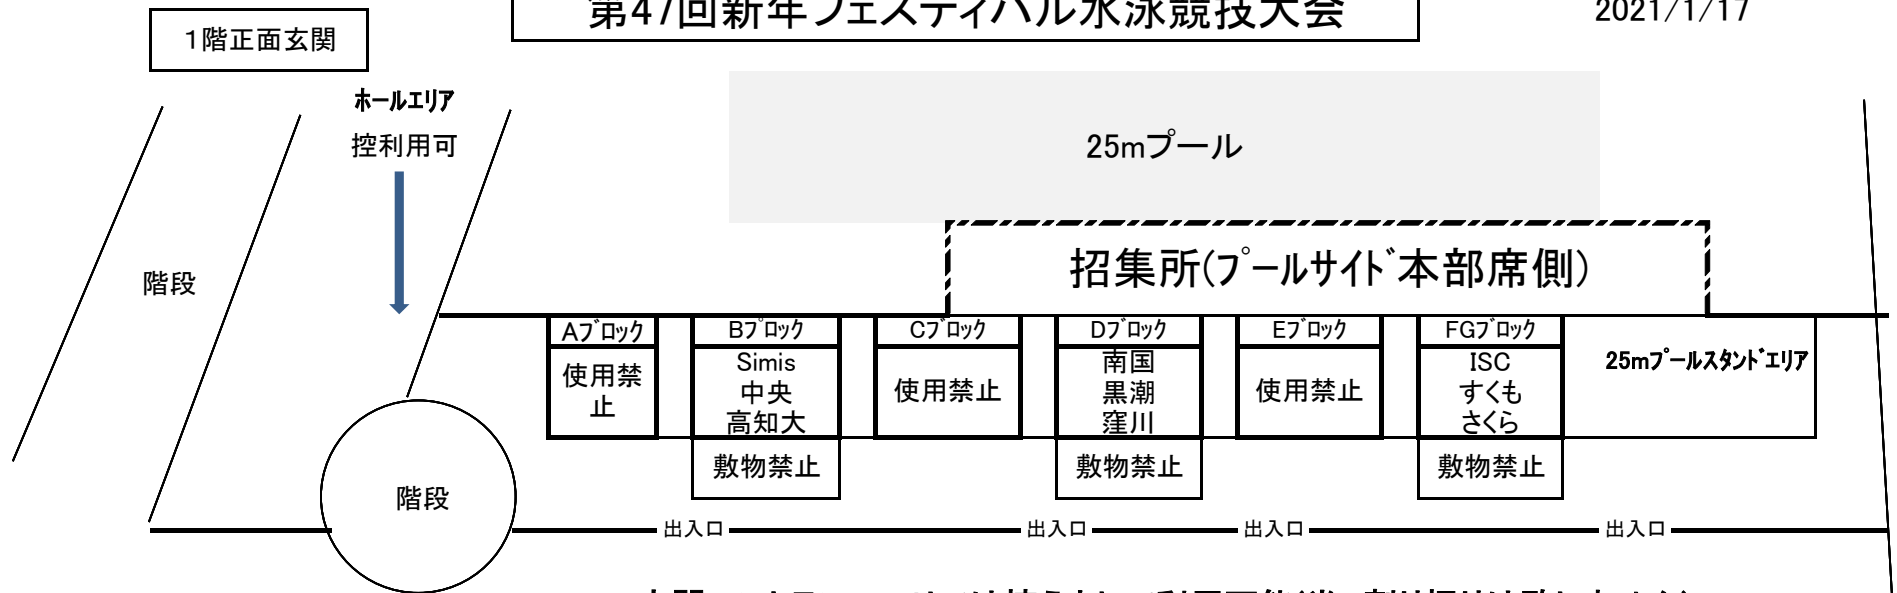 第47回新年フェスティバル水泳競技大会
2021/1/17
1階正面玄関
ホールエリア
控利用可
25mプール
招集所(プールサイド本部席側)
階段
Aブロック
Bブロック
Cブロック
Dブロック
Eブロック
FGブロック
25mプールスタンドエリア
使用禁
止
Simis
中央
高知大
使用禁止
南国
黒潮
窪川
使用禁止
ISC
すくも
さくら
敷物禁止
敷物禁止
敷物禁止
階段
出入口
出入口
出入口
出入口